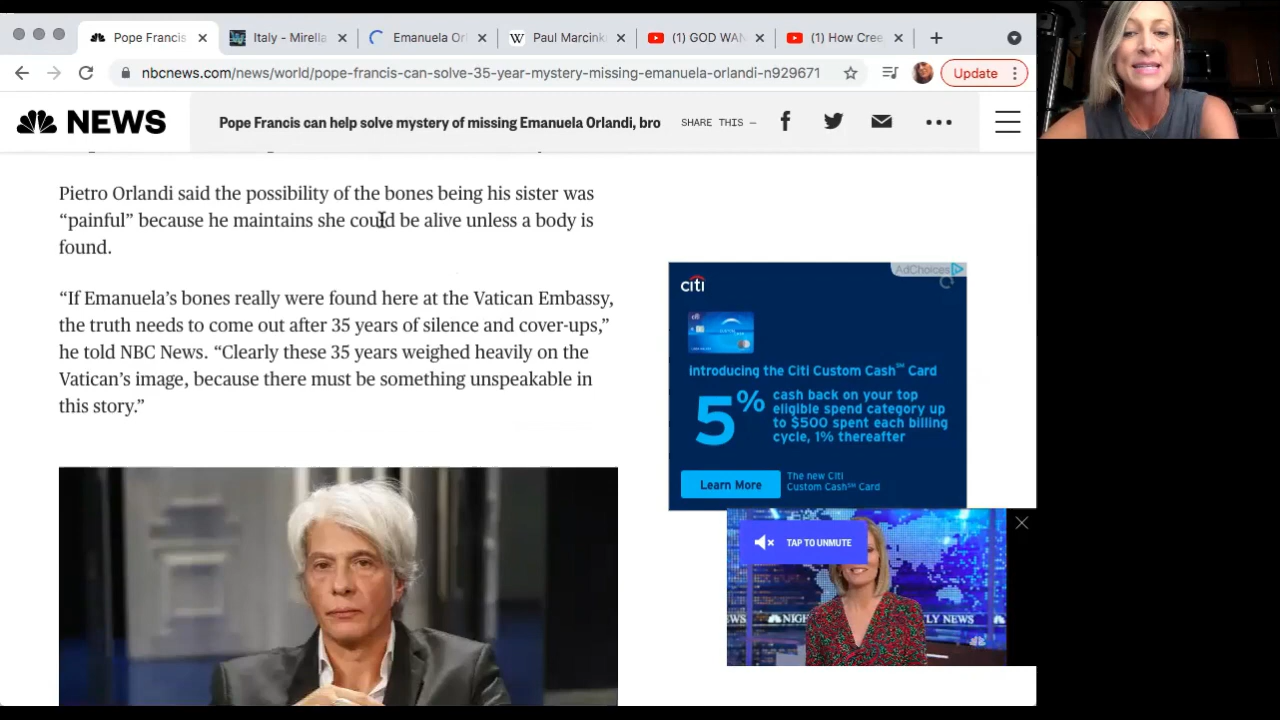 Pope Francis
Italy - Mirella
Emanuela Or
Paul Marcink
(1) GOD WAN
(1) How Cree
nbcnews.com/news/world/pope-francis-can-solve-35-year-mystery-missing-emanuela-orlandi-n929671
Update
NEWS
Pope Francis can help solve mystery of missing Emanuela Orlandi, bro
SHARE THIS —
Pietro Orlandi said the possibility of the bones being his sister was
“painful” because he maintains she could be alive unless a body is
found.
“If Emanuela’s bones really were found here at the Vatican Embassy,
the truth needs to come out after 35 years of silence and cover-ups,”
he told NBC News. “Clearly these 35 years weighed heavily on the
Vatican’s image, because there must be something unspeakable in
this story.”
AdChoices
citi
introducing the Citi Custom Cash℠ Card
5%
cash back on your top
eligible spend category up
to $500 spent each billing
cycle, 1% thereafter
Learn More
The new Citi
Custom Cash℠ Card
TAP TO UNMUTE
NIGH
TLY NEWS